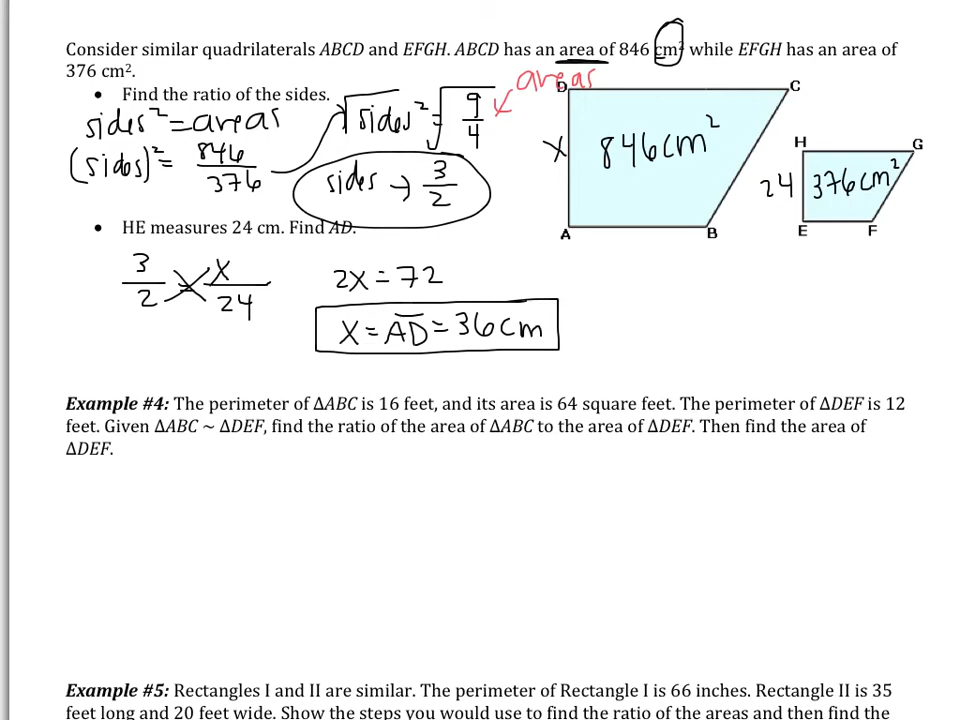 Consider similar quadrilaterals ABCD and EFGH. ABCD has an area of 846 cm² while EFGH has an area of
376 cm².
• Find the ratio of the sides.
areas
sides² = areas
√sides² = √9/4
(sides)² = 846/376
sides → 3/2
D
C
x
846cm²
A
B
H
G
24
376cm²
E
F
• HE measures 24 cm. Find AD.
3/2 x/24
2x = 72
x = AD = 36cm
Example #4: The perimeter of ΔABC is 16 feet, and its area is 64 square feet. The perimeter of ΔDEF is 12
feet. Given ΔABC ~ ΔDEF, find the ratio of the area of ΔABC to the area of ΔDEF. Then find the area of
ΔDEF.
Example #5: Rectangles I and II are similar. The perimeter of Rectangle I is 66 inches. Rectangle II is 35
feet long and 20 feet wide. Show the steps you would use to find the ratio of the areas and then find the